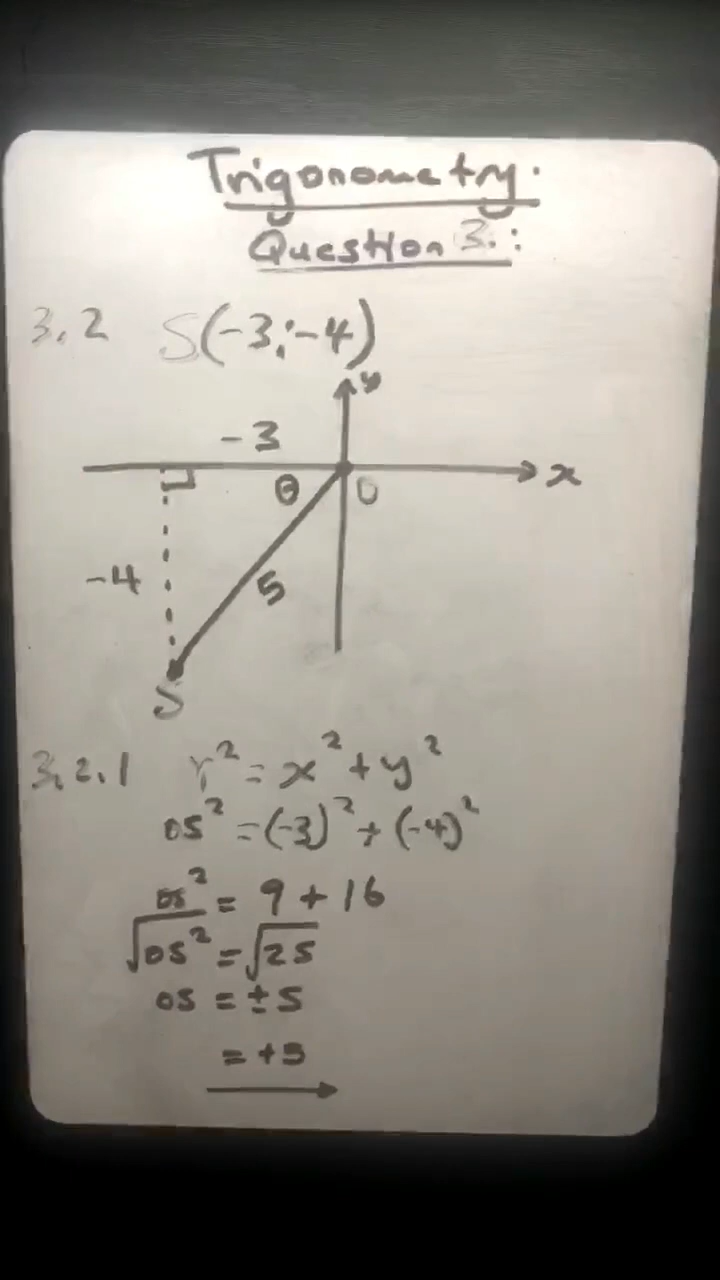 Trigonometry.
Question 3.:
3.2 S(-3;-4)
y
-3
x
θ
O
-4
5
S
3.2.1 r² = x² + y²
os² = (-3)² + (-4)²
os² = 9 + 16
√os² = √25
os = ±5
= +5